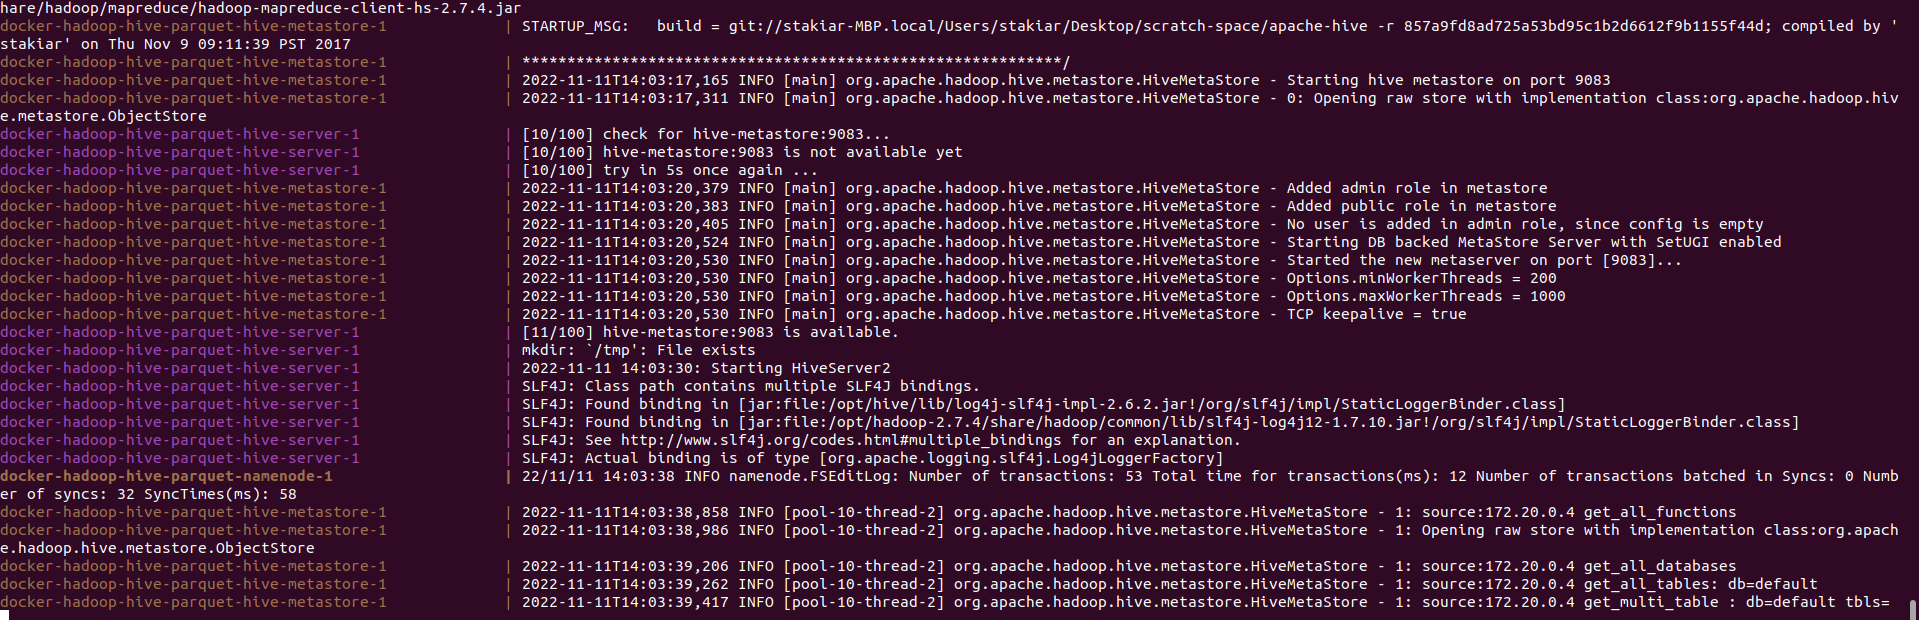 hare/hadoop/mapreduce/hadoop-mapreduce-client-hs-2.7.4.jar
docker-hadoop-hive-parquet-hive-metastore-1 | STARTUP_MSG:   build = git://stakiar-MBP.local/Users/stakiar/Desktop/scratch-space/apache-hive -r 857a9fd8ad725a53bd95c1b2d6612f9b1155f44d; compiled by '
stakiar' on Thu Nov 9 09:11:39 PST 2017
docker-hadoop-hive-parquet-hive-metastore-1 | ************************************************************/
docker-hadoop-hive-parquet-hive-metastore-1 | 2022-11-11T14:03:17,165 INFO [main] org.apache.hadoop.hive.metastore.HiveMetaStore - Starting hive metastore on port 9083
docker-hadoop-hive-parquet-hive-metastore-1 | 2022-11-11T14:03:17,311 INFO [main] org.apache.hadoop.hive.metastore.HiveMetaStore - 0: Opening raw store with implementation class:org.apache.hadoop.hiv
e.metastore.ObjectStore
docker-hadoop-hive-parquet-hive-server-1 | [10/100] check for hive-metastore:9083...
docker-hadoop-hive-parquet-hive-server-1 | [10/100] hive-metastore:9083 is not available yet
docker-hadoop-hive-parquet-hive-server-1 | [10/100] try in 5s once again ...
docker-hadoop-hive-parquet-hive-metastore-1 | 2022-11-11T14:03:20,379 INFO [main] org.apache.hadoop.hive.metastore.HiveMetaStore - Added admin role in metastore
docker-hadoop-hive-parquet-hive-metastore-1 | 2022-11-11T14:03:20,383 INFO [main] org.apache.hadoop.hive.metastore.HiveMetaStore - Added public role in metastore
docker-hadoop-hive-parquet-hive-metastore-1 | 2022-11-11T14:03:20,405 INFO [main] org.apache.hadoop.hive.metastore.HiveMetaStore - No user is added in admin role, since config is empty
docker-hadoop-hive-parquet-hive-metastore-1 | 2022-11-11T14:03:20,524 INFO [main] org.apache.hadoop.hive.metastore.HiveMetaStore - Starting DB backed MetaStore Server with SetUGI enabled
docker-hadoop-hive-parquet-hive-metastore-1 | 2022-11-11T14:03:20,530 INFO [main] org.apache.hadoop.hive.metastore.HiveMetaStore - Started the new metaserver on port [9083]...
docker-hadoop-hive-parquet-hive-metastore-1 | 2022-11-11T14:03:20,530 INFO [main] org.apache.hadoop.hive.metastore.HiveMetaStore - Options.minWorkerThreads = 200
docker-hadoop-hive-parquet-hive-metastore-1 | 2022-11-11T14:03:20,530 INFO [main] org.apache.hadoop.hive.metastore.HiveMetaStore - Options.maxWorkerThreads = 1000
docker-hadoop-hive-parquet-hive-metastore-1 | 2022-11-11T14:03:20,530 INFO [main] org.apache.hadoop.hive.metastore.HiveMetaStore - TCP keepalive = true
docker-hadoop-hive-parquet-hive-server-1 | [11/100] hive-metastore:9083 is available.
docker-hadoop-hive-parquet-hive-server-1 | mkdir: `/tmp': File exists
docker-hadoop-hive-parquet-hive-server-1 | 2022-11-11 14:03:30: Starting HiveServer2
docker-hadoop-hive-parquet-hive-server-1 | SLF4J: Class path contains multiple SLF4J bindings.
docker-hadoop-hive-parquet-hive-server-1 | SLF4J: Found binding in [jar:file:/opt/hive/lib/log4j-slf4j-impl-2.6.2.jar!/org/slf4j/impl/StaticLoggerBinder.class]
docker-hadoop-hive-parquet-hive-server-1 | SLF4J: Found binding in [jar:file:/opt/hadoop-2.7.4/share/hadoop/common/lib/slf4j-log4j12-1.7.10.jar!/org/slf4j/impl/StaticLoggerBinder.class]
docker-hadoop-hive-parquet-hive-server-1 | SLF4J: See http://www.slf4j.org/codes.html#multiple_bindings for an explanation.
docker-hadoop-hive-parquet-hive-server-1 | SLF4J: Actual binding is of type [org.apache.logging.slf4j.Log4jLoggerFactory]
docker-hadoop-hive-parquet-namenode-1 | 22/11/11 14:03:38 INFO namenode.FSEditLog: Number of transactions: 53 Total time for transactions(ms): 12 Number of transactions batched in Syncs: 0 Numb
er of syncs: 32 SyncTimes(ms): 58
docker-hadoop-hive-parquet-hive-metastore-1 | 2022-11-11T14:03:38,858 INFO [pool-10-thread-2] org.apache.hadoop.hive.metastore.HiveMetaStore - 1: source:172.20.0.4 get_all_functions
docker-hadoop-hive-parquet-hive-metastore-1 | 2022-11-11T14:03:38,986 INFO [pool-10-thread-2] org.apache.hadoop.hive.metastore.HiveMetaStore - 1: Opening raw store with implementation class:org.apach
e.hadoop.hive.metastore.ObjectStore
docker-hadoop-hive-parquet-hive-metastore-1 | 2022-11-11T14:03:39,206 INFO [pool-10-thread-2] org.apache.hadoop.hive.metastore.HiveMetaStore - 1: source:172.20.0.4 get_all_databases
docker-hadoop-hive-parquet-hive-metastore-1 | 2022-11-11T14:03:39,262 INFO [pool-10-thread-2] org.apache.hadoop.hive.metastore.HiveMetaStore - 1: source:172.20.0.4 get_all_tables: db=default
docker-hadoop-hive-parquet-hive-metastore-1 | 2022-11-11T14:03:39,417 INFO [pool-10-thread-2] org.apache.hadoop.hive.metastore.HiveMetaStore - 1: source:172.20.0.4 get_multi_table : db=default tbls=